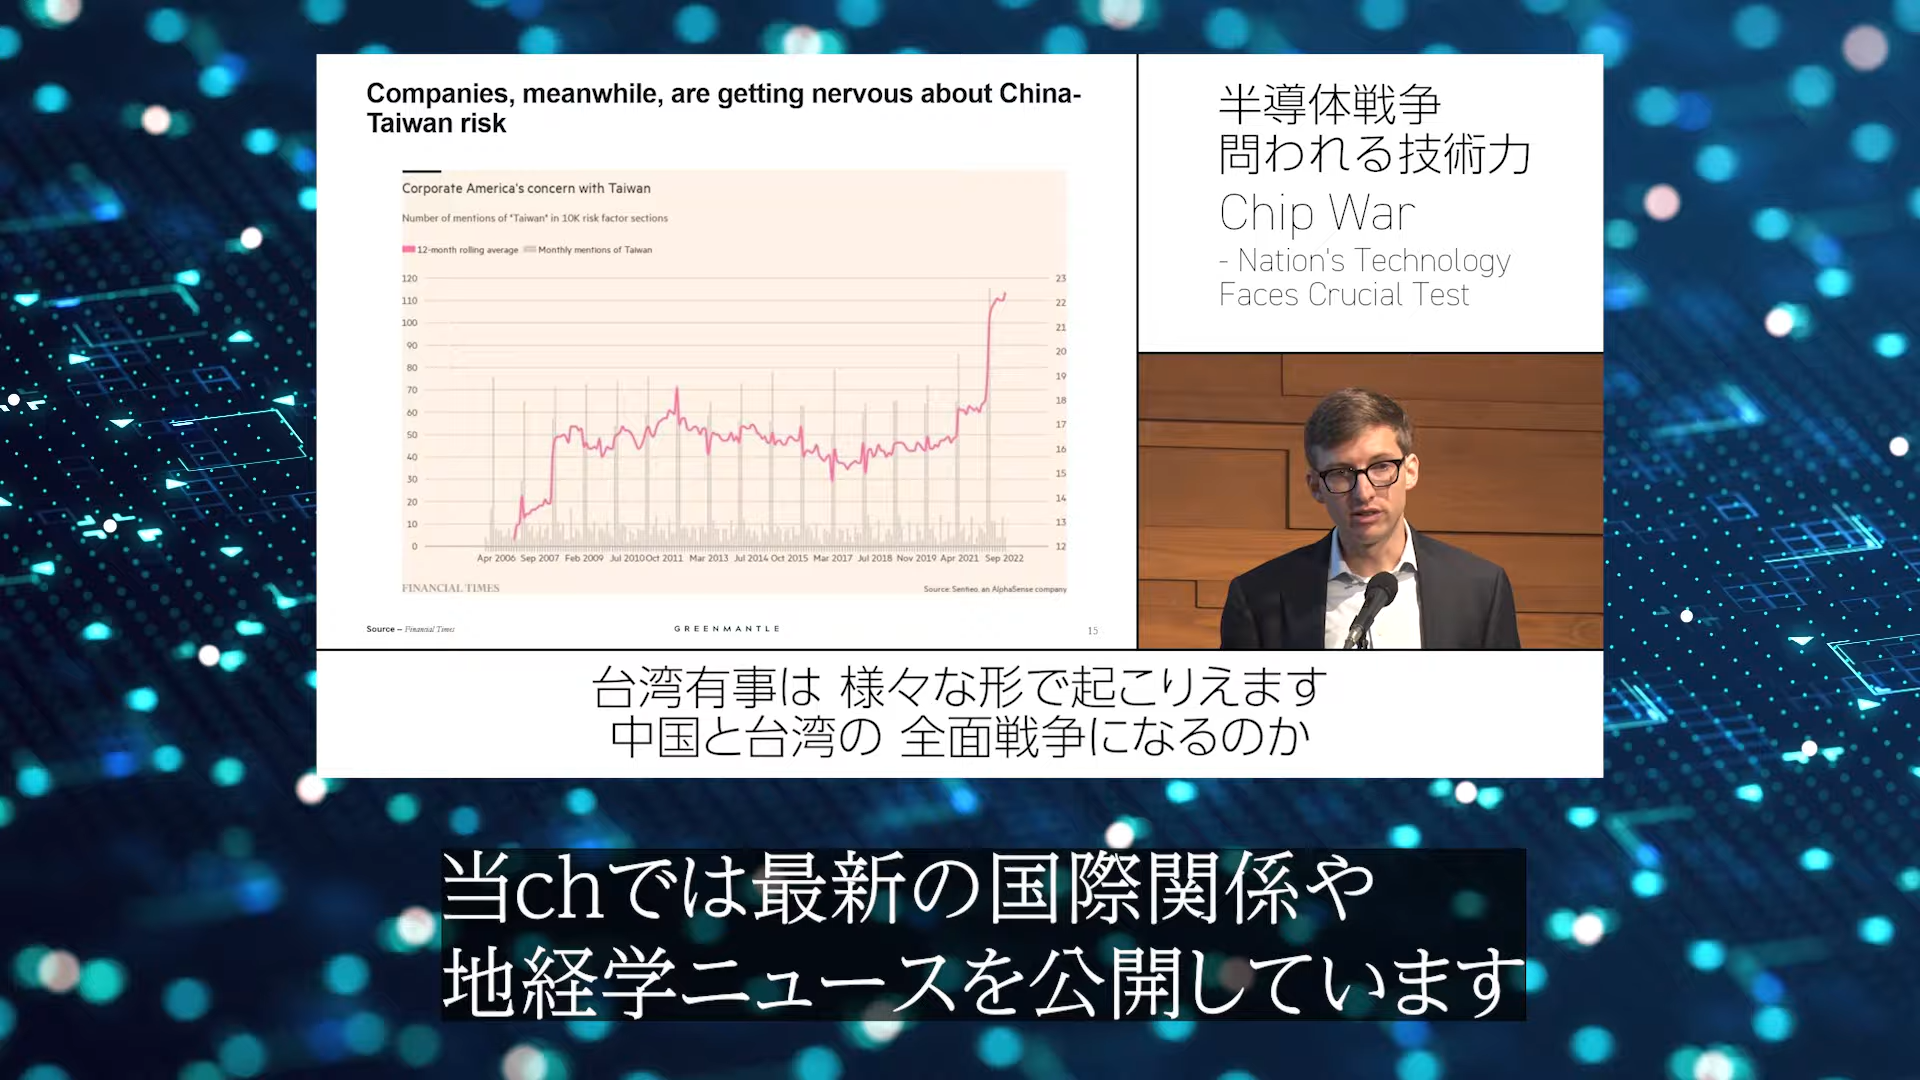 Companies, meanwhile, are getting nervous about China-
Taiwan risk
Corporate America's concern with Taiwan
Number of mentions of "Taiwan" in 10K risk factor sections
12-month rolling average Monthly mentions of Taiwan
120
110
100
90
80
70
60
50
40
30
20
10
0
23
22
21
20
19
18
17
16
15
14
13
12
Apr 2006 Sep 2007 Feb 2009 Jul 2010 Oct 2011 Mar 2013 Jul 2014 Oct 2015 Mar 2017 Jul 2018 Nov 2019 Apr 2021 Sep 2022
FINANCIAL TIMES
Source: Sentieo, an AlphaSense company
Source – Financial Times
GREENMANTLE
15
半導体戦争
問われる技術力
Chip War
- Nation's Technology
Faces Crucial Test
台湾有事は 様々な形で起こりえます
中国と台湾の 全面戦争になるのか
当chでは最新の国際関係や
地経学ニュースを公開しています